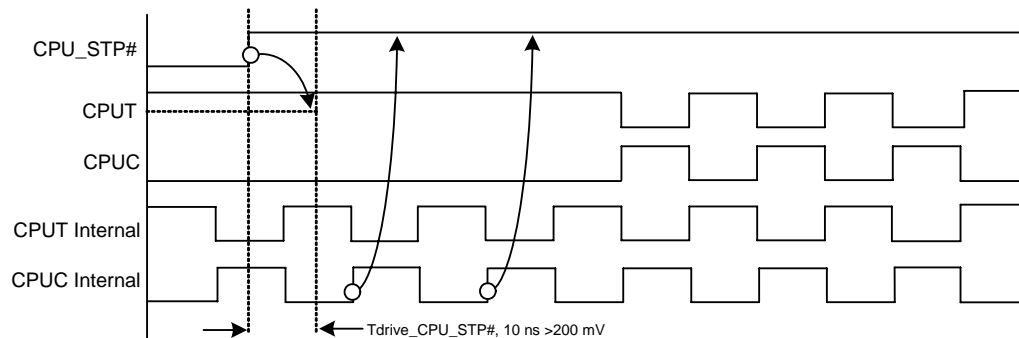 CPU_STP#
CPUT
CPUC
CPUT Internal
CPUC Internal
Tdrive_CPU_STP#, 10 ns >200 mV